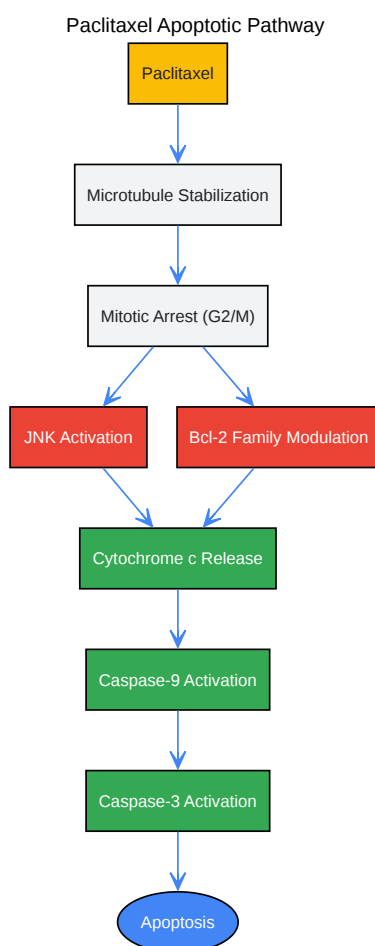 Paclitaxel Apoptotic Pathway
Paclitaxel
Microtubule Stabilization
Mitotic Arrest (G2/M)
JNK Activation
Bcl-2 Family Modulation
Cytochrome c Release
Caspase-9 Activation
Caspase-3 Activation
Apoptosis